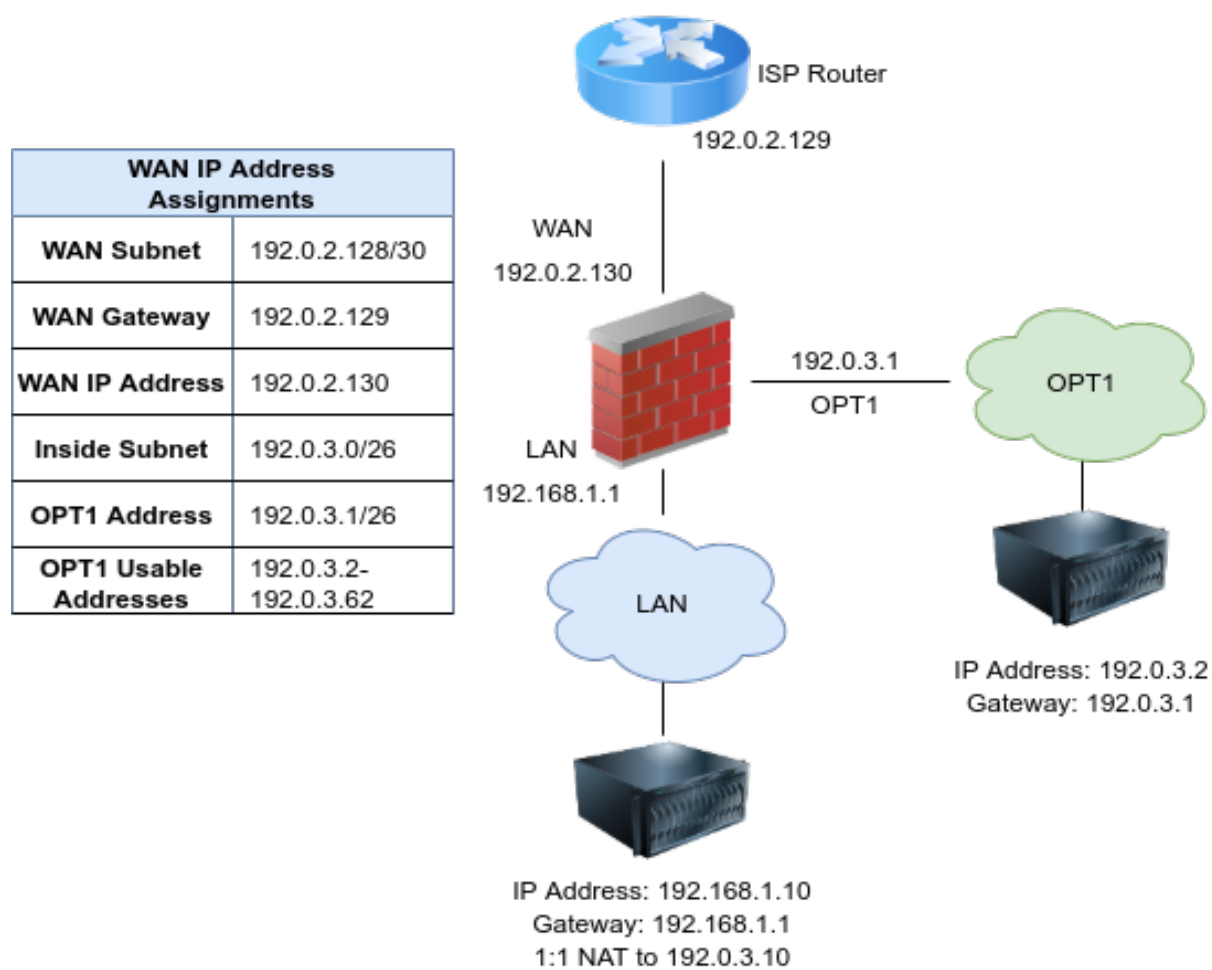 ISP Router
192.0.2.129
WAN IP Address
Assignments
WAN Subnet 192.0.2.128/30
WAN Gateway 192.0.2.129
WAN IP Address 192.0.2.130
Inside Subnet 192.0.3.0/26
OPT1 Address 192.0.3.1/26
OPT1 Usable 192.0.3.2-
Addresses 192.0.3.62
WAN
192.0.2.130
192.0.3.1
OPT1
OPT1
LAN
192.168.1.1
LAN
IP Address: 192.0.3.2
Gateway: 192.0.3.1
IP Address: 192.168.1.10
Gateway: 192.168.1.1
1:1 NAT to 192.0.3.10